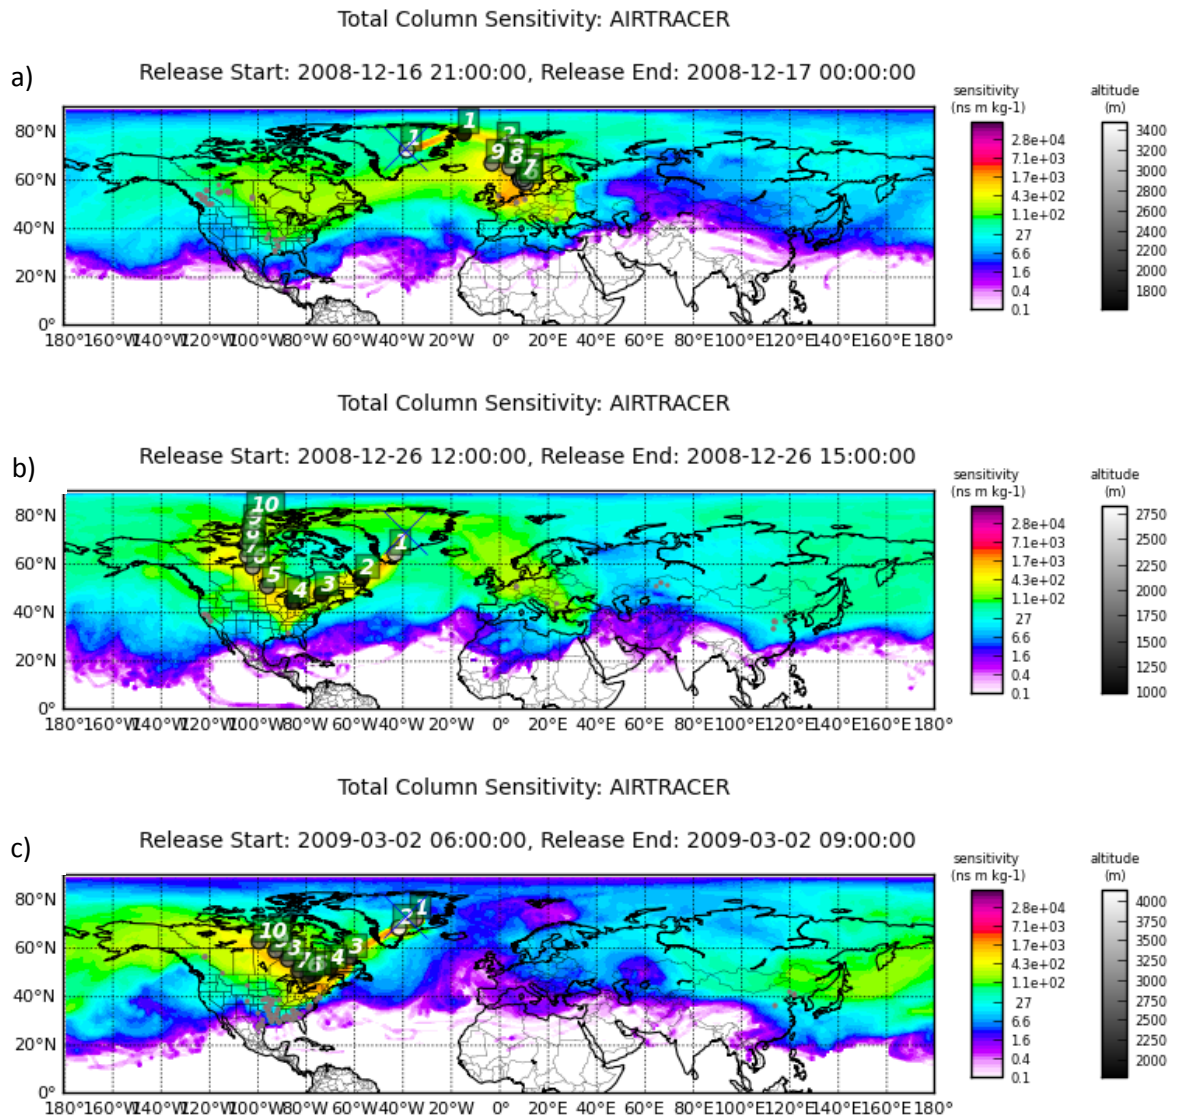 Total Column Sensitivity: AIRTRACER
a)
Release Start: 2008-12-16 21:00:00, Release End: 2008-12-17 00:00:00
sensitivity
(ns m kg-1)
altitude
(m)
2.8e+04
7.1e+03
1.7e+03
4.3e+02
1.1e+02
27
6.6
1.6
0.4
0.1
3400
3200
3000
2800
2600
2400
2200
2000
1800
80°N
60°N
40°N
20°N
0°
1
1
2
9
8
7
180°160°W140°W120°W100°W80°W60°W40°W20°W 0° 20°E 40°E 60°E 80°E100°E120°E140°E160°E180°
Total Column Sensitivity: AIRTRACER
b)
Release Start: 2008-12-26 12:00:00, Release End: 2008-12-26 15:00:00
sensitivity
(ns m kg-1)
altitude
(m)
2.8e+04
7.1e+03
1.7e+03
4.3e+02
1.1e+02
27
6.6
1.6
0.4
0.1
2750
2500
2250
2000
1750
1500
1250
1000
80°N
60°N
40°N
20°N
0°
10
9
5
4
3
2
1
180°160°W140°W120°W100°W80°W60°W40°W20°W 0° 20°E 40°E 60°E 80°E100°E120°E140°E160°E180°
Total Column Sensitivity: AIRTRACER
c)
Release Start: 2009-03-02 06:00:00, Release End: 2009-03-02 09:00:00
sensitivity
(ns m kg-1)
altitude
(m)
2.8e+04
7.1e+03
1.7e+03
4.3e+02
1.1e+02
27
6.6
1.6
0.4
0.1
4000
3750
3500
3250
3000
2750
2500
2250
2000
80°N
60°N
40°N
20°N
0°
10
4
3
2
1
180°160°W140°W120°W100°W80°W60°W40°W20°W 0° 20°E 40°E 60°E 80°E100°E120°E140°E160°E180°